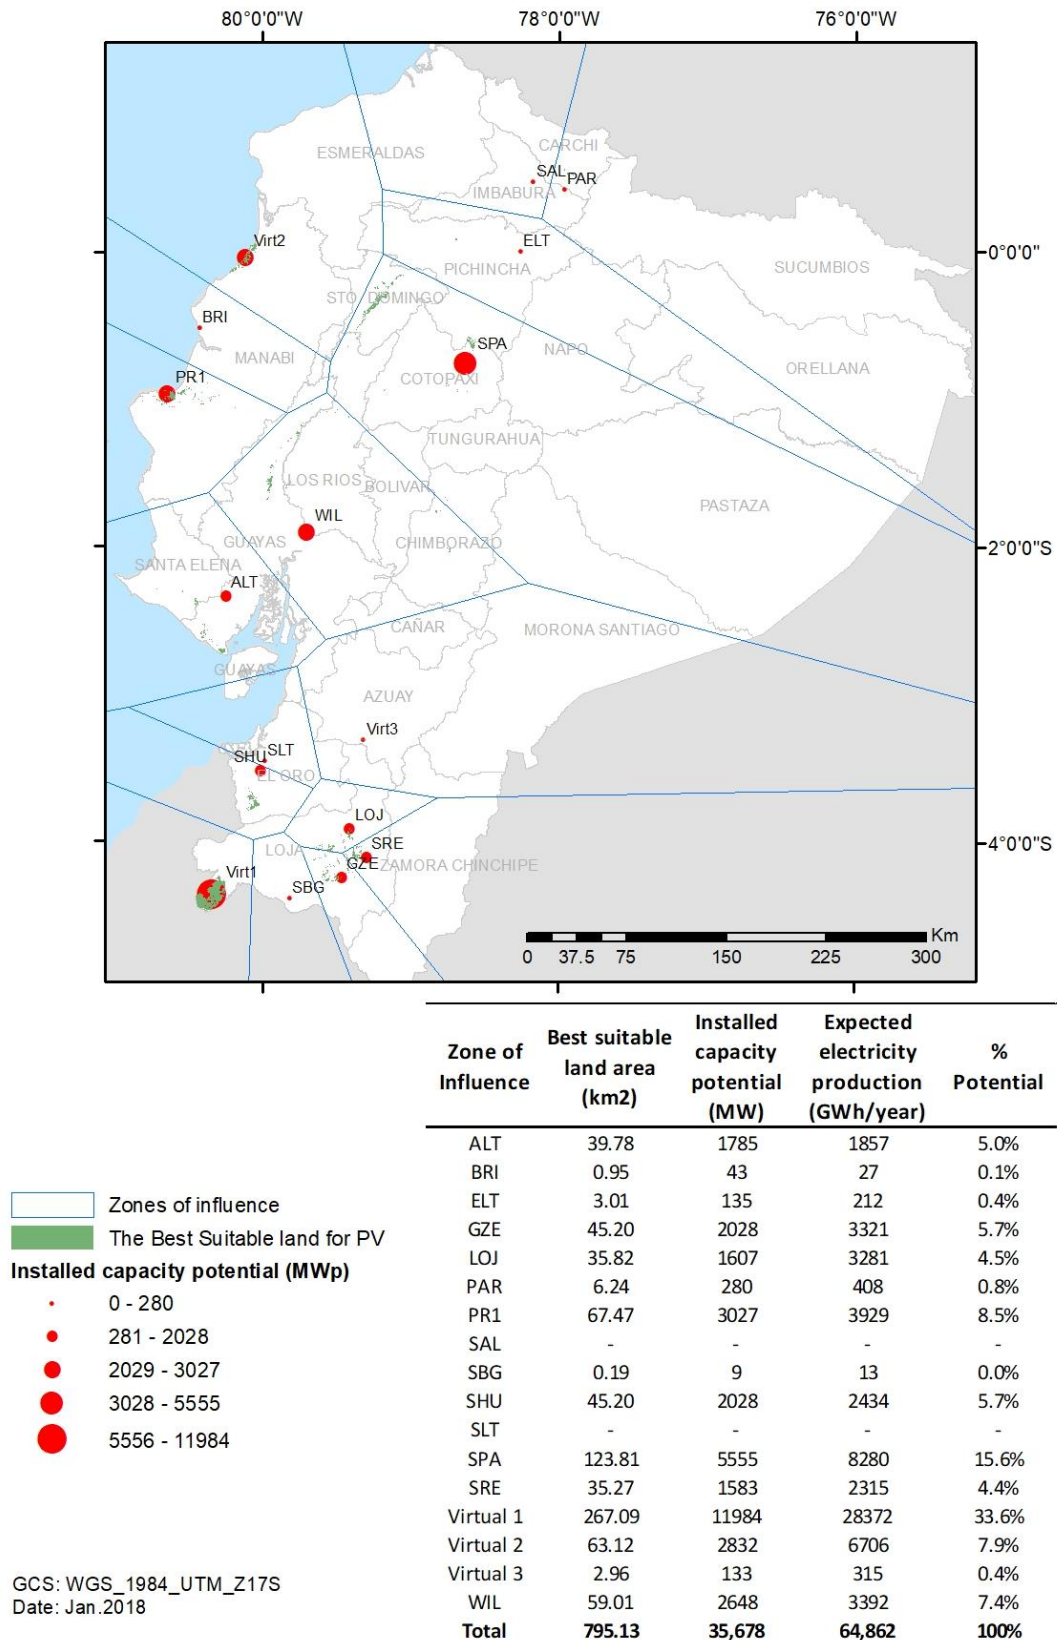 80°0'0"W 78°0'0"W 76°0'0"W
CARCHI
ESMERALDAS
SAL PAR
IMBABURA
Virt2
ELT
0°0'0"
PICHINCHA
SUCUMBIOS
STO. DOMINGO
BRI
SPA
NAPO
MANABI
ORELLANA
PR1
COTOPAXI
TUNGURAHUA
LOS RIOS
BOLIVAR
PASTAZA
WIL
GUAYAS
CHIMBORAZO
2°0'0"S
SANTA ELENA
ALT
CAÑAR
MORONA SANTIAGO
GUAYAS
AZUAY
Virt3
SLT
SHU
EL ORO
LOJ
SRE
4°0'0"S
LOJA
GZE
ZAMORA CHINCHIPE
Virt1
SBG
Km
0 37.5 75 150 225 300
Zone of Influence Best suitable land area (km2) Installed capacity potential (MW) Expected electricity production (GWh/year) % Potential
ALT 39.78 1785 1857 5.0%
BRI 0.95 43 27 0.1%
ELT 3.01 135 212 0.4%
GZE 45.20 2028 3321 5.7%
LOJ 35.82 1607 3281 4.5%
PAR 6.24 280 408 0.8%
PR1 67.47 3027 3929 8.5%
SAL - - - -
SBG 0.19 9 13 0.0%
SHU 45.20 2028 2434 5.7%
SLT - - - -
SPA 123.81 5555 8280 15.6%
SRE 35.27 1583 2315 4.4%
Virtual 1 267.09 11984 28372 33.6%
Virtual 2 63.12 2832 6706 7.9%
Virtual 3 2.96 133 315 0.4%
WIL 59.01 2648 3392 7.4%
Total 795.13 35,678 64,862 100%
Zones of influence
The Best Suitable land for PV
Installed capacity potential (MWp)
0 - 280
281 - 2028
2029 - 3027
3028 - 5555
5556 - 11984
GCS: WGS_1984_UTM_Z17S
Date: Jan.2018